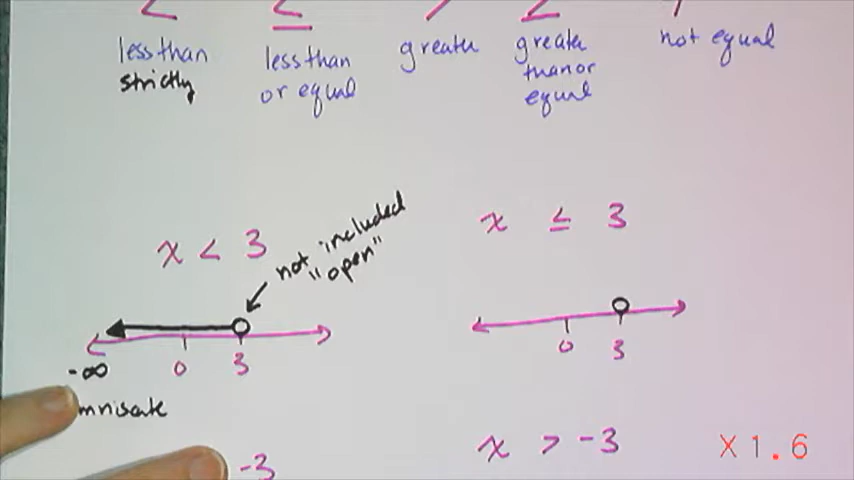 < ≤ > ≥ ≠
less than
strictly
less than
or equal
greater
greater
than or
equal
not equal
x < 3
not included
"open"
0 3
-∞
x ≤ 3
0 3
-3
x > -3
X1.6